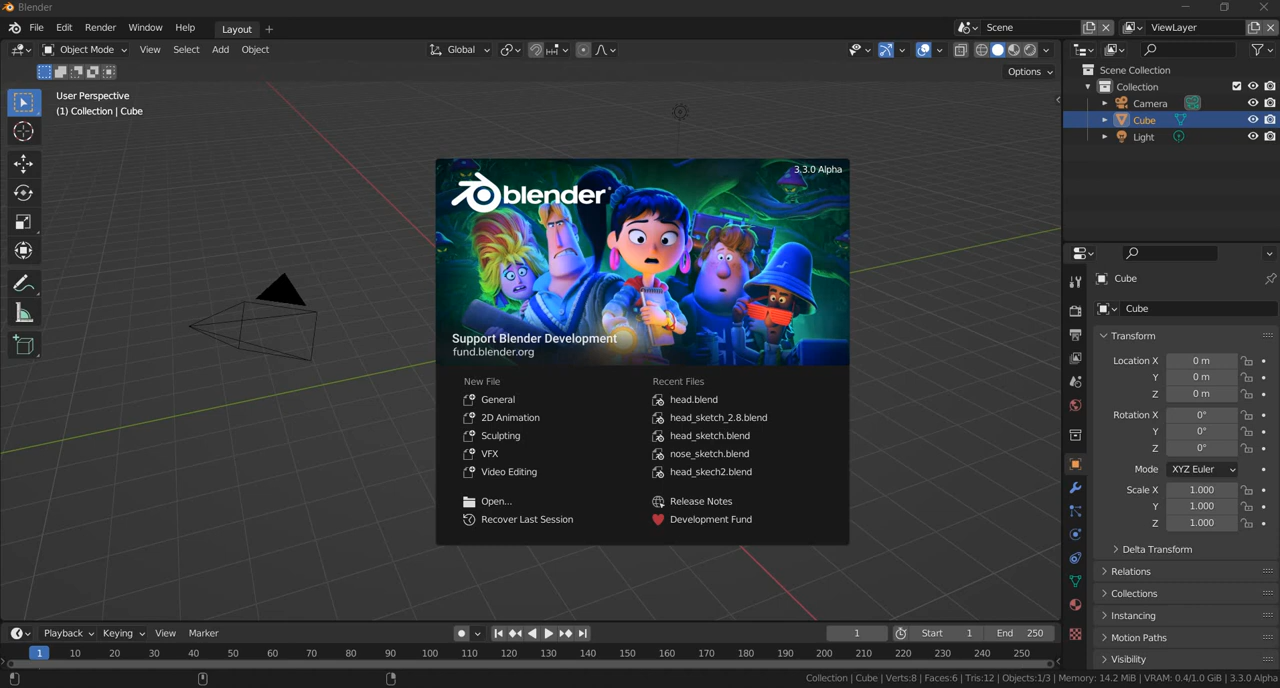 Blender
File Edit Render Window Help Layout + Scene ViewLayer
Object Mode View Select Add Object Global
Options
User Perspective
(1) Collection | Cube
Scene Collection
Collection
Camera
Cube
Light
3.3.0 Alpha
blender
Support Blender Development
fund.blender.org
New File
General
2D Animation
Sculpting
VFX
Video Editing
Open...
Recover Last Session
Recent Files
head.blend
head_sketch_2.8.blend
head_sketch.blend
nose_sketch.blend
head_skech2.blend
Release Notes
Development Fund
Cube
Cube
Transform
Location X 0 m
Y 0 m
Z 0 m
Rotation X 0°
Y 0°
Z 0°
Mode XYZ Euler
Scale X 1.000
Y 1.000
Z 1.000
Delta Transform
Relations
Collections
Instancing
Motion Paths
Visibility
Playback Keying View Marker 1 Start 1 End 250
1 10 20 30 40 50 60 70 80 90 100 110 120 130 140 150 160 170 180 190 200 210 220 230 240 250
Collection | Cube | Verts:8 | Faces:6 | Tris:12 | Objects:1/3 | Memory: 14.2 MiB | VRAM: 0.4/1.0 GiB | 3.3.0 Alpha